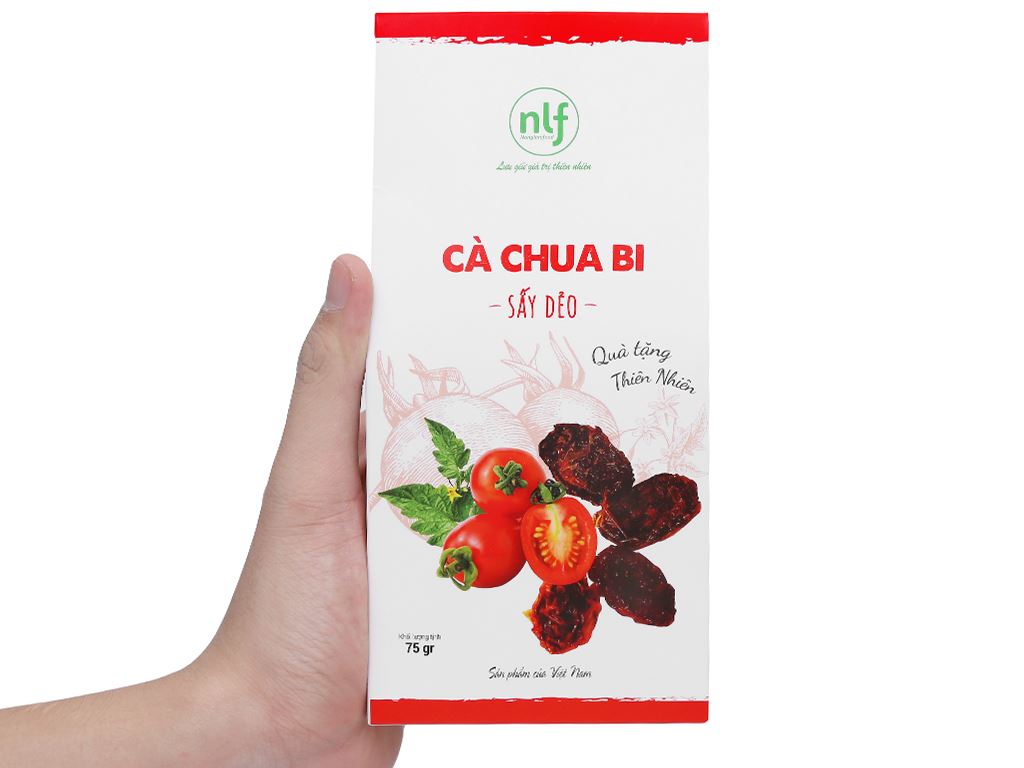 nlf
Nonglamfood
Lưu giữ giá trị thiên nhiên
CÀ CHUA BI
- SẤY DẺO -
Quà tặng
Thiên Nhiên
Khối lượng tịnh
75 gr
Sản phẩm của Việt Nam